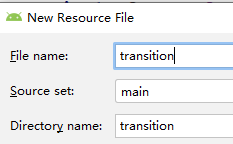 New Resource File
File name: transition
Source set: main
Directory name: transition